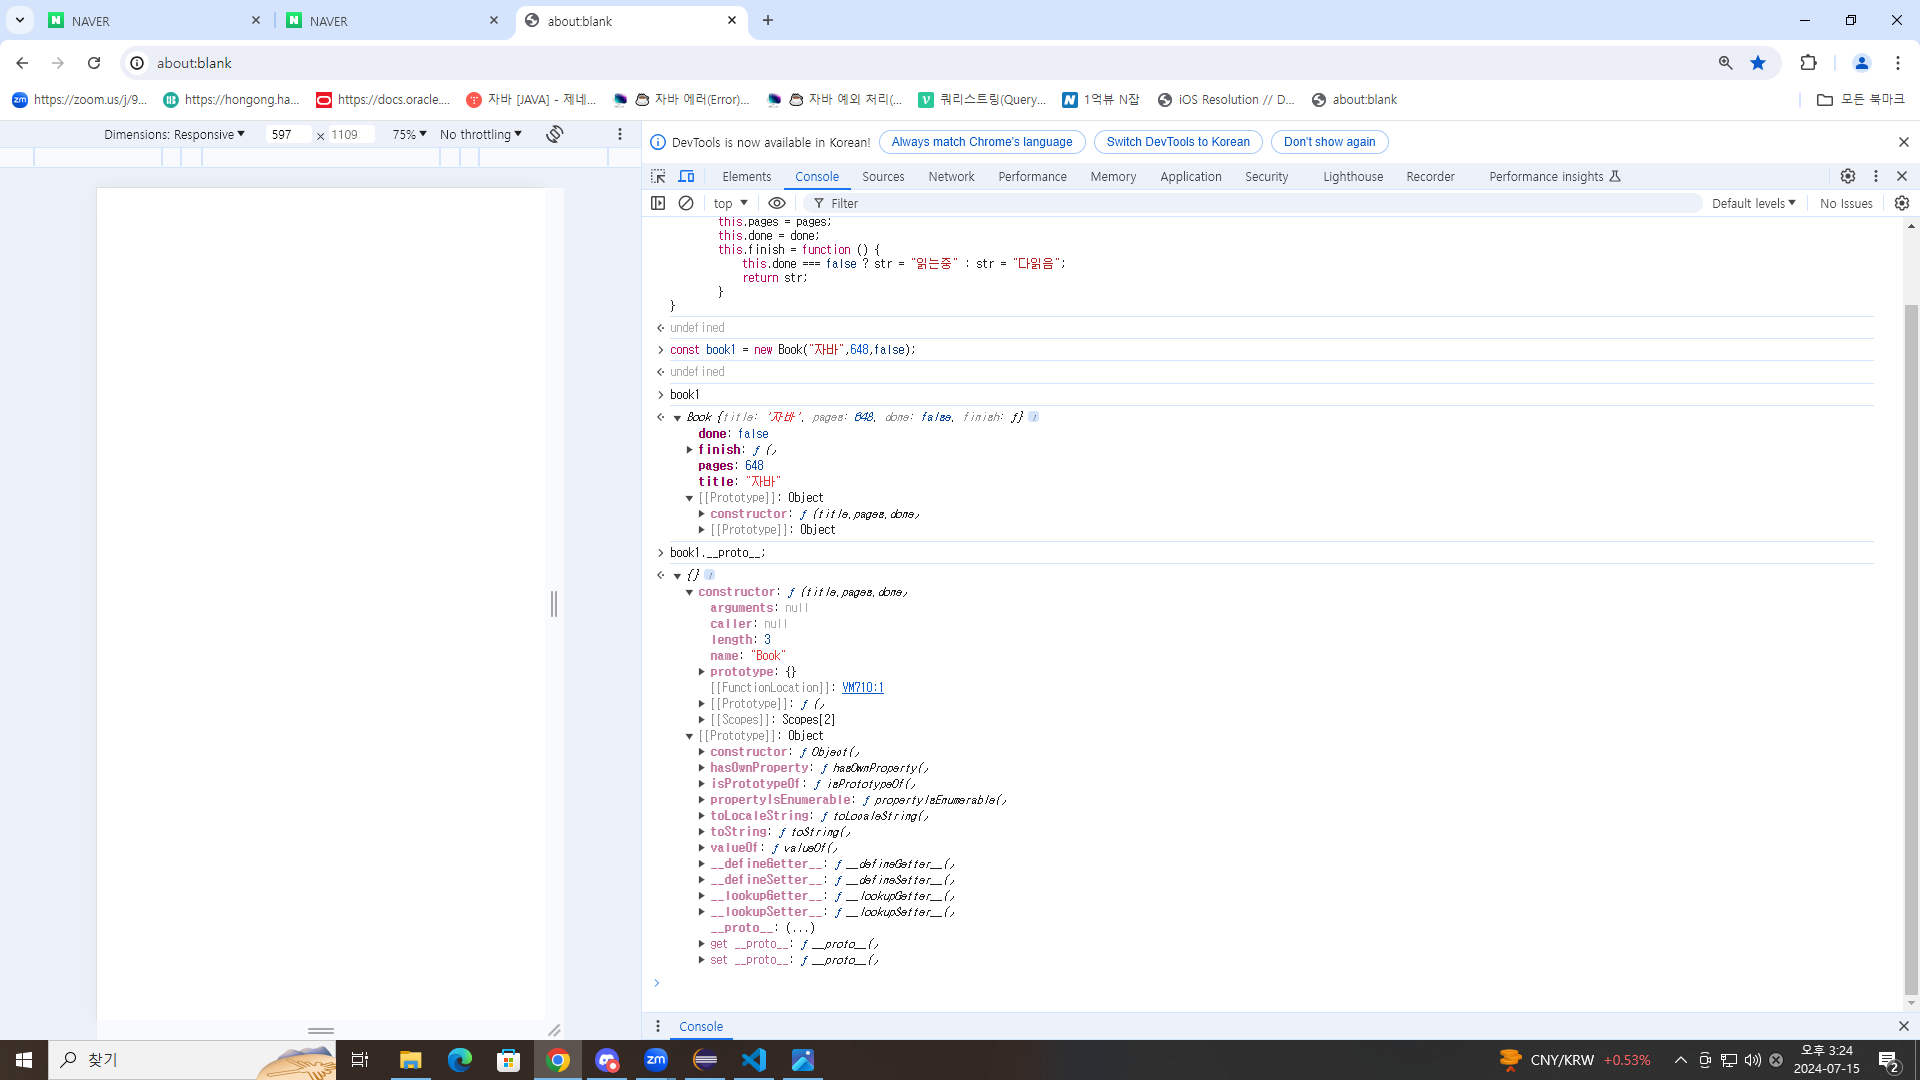 NAVER
NAVER
about:blank
about:blank
https://zoom.us/j/9...
https://hongong.ha...
https://docs.oracle....
자바 [JAVA] - 제네...
자바 에러(Error)...
자바 예외 처리(...
쿼리스트링(Query...
1억뷰 N잡
iOS Resolution // D...
about:blank
모든 북마크
Dimensions: Responsive
597
×
1109
75%
No throttling
DevTools is now available in Korean!
Always match Chrome's language
Switch DevTools to Korean
Don't show again
Elements
Console
Sources
Network
Performance
Memory
Application
Security
Lighthouse
Recorder
Performance insights
top
Filter
Default levels
No Issues
this.pages = pages;
this.done = done;
this.finish = function () {
this.done === false ? str = "읽는중" : str = "다읽음";
return str;
}
}
undefined
const book1 = new Book("자바",648,false);
undefined
book1
Book {title: '자바', pages: 648, done: false, finish: ƒ}
done: false
finish: ƒ ()
pages: 648
title: "자바"
[[Prototype]]: Object
constructor: ƒ (title,pages,done)
[[Prototype]]: Object
book1.__proto__;
{}
constructor: ƒ (title,pages,done)
arguments: null
caller: null
length: 3
name: "Book"
prototype: {}
[[FunctionLocation]]: VM710:1
[[Prototype]]: ƒ ()
[[Scopes]]: Scopes[2]
[[Prototype]]: Object
constructor: ƒ Object()
hasOwnProperty: ƒ hasOwnProperty()
isPrototypeOf: ƒ isPrototypeOf()
propertyIsEnumerable: ƒ propertyIsEnumerable()
toLocaleString: ƒ toLocaleString()
toString: ƒ toString()
valueOf: ƒ valueOf()
__defineGetter__: ƒ __defineGetter__()
__defineSetter__: ƒ __defineSetter__()
__lookupGetter__: ƒ __lookupGetter__()
__lookupSetter__: ƒ __lookupSetter__()
__proto__: (...)
get __proto__: ƒ __proto__()
set __proto__: ƒ __proto__()
Console
찾기
CNY/KRW +0.53%
오후 3:24
2024-07-15
2